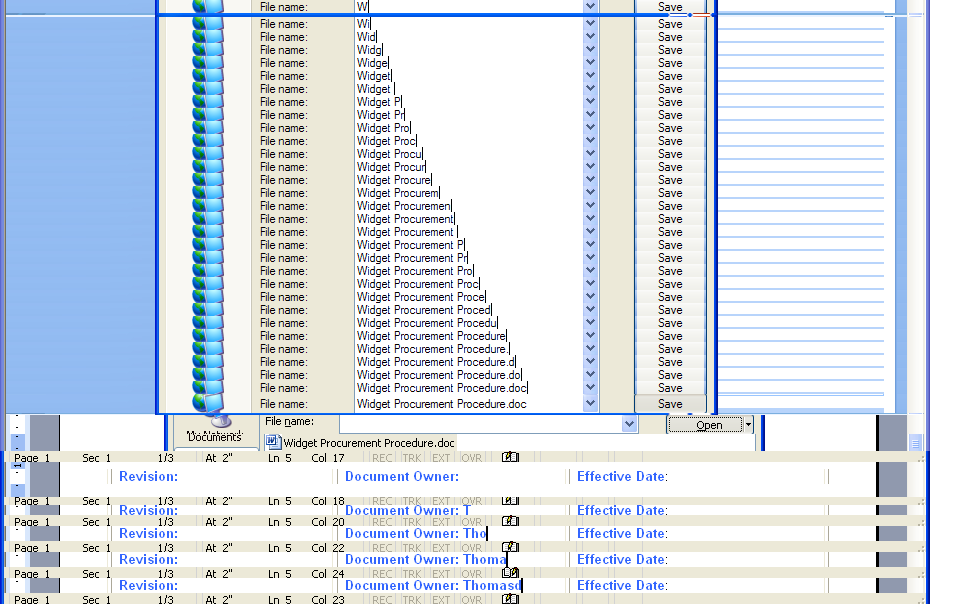 File name: W Save
File name: Wi Save
File name: Wid Save
File name: Widg Save
File name: Widge Save
File name: Widget Save
File name: Widget Save
File name: Widget P Save
File name: Widget Pr Save
File name: Widget Pro Save
File name: Widget Proc Save
File name: Widget Procu Save
File name: Widget Procur Save
File name: Widget Procure Save
File name: Widget Procurem Save
File name: Widget Procuremen Save
File name: Widget Procurement Save
File name: Widget Procurement Save
File name: Widget Procurement P Save
File name: Widget Procurement Pr Save
File name: Widget Procurement Pro Save
File name: Widget Procurement Proc Save
File name: Widget Procurement Proce Save
File name: Widget Procurement Proced Save
File name: Widget Procurement Procedu Save
File name: Widget Procurement Procedure Save
File name: Widget Procurement Procedure. Save
File name: Widget Procurement Procedure.d Save
File name: Widget Procurement Procedure.do Save
File name: Widget Procurement Procedure.doc Save
File name: Widget Procurement Procedure.doc Save
File name: Open
Documents Widget Procurement Procedure.doc
Page 1 Sec 1 1/3 At 2" Ln 5 Col 17 REC TRK EXT OVR
Revision: Document Owner: Effective Date:
Page 1 Sec 1 1/3 At 2" Ln 5 Col 18 REC TRK EXT OVR
Revision: Document Owner: T Effective Date:
Page 1 Sec 1 1/3 At 2" Ln 5 Col 20 REC TRK EXT OVR
Revision: Document Owner: Tho Effective Date:
Page 1 Sec 1 1/3 At 2" Ln 5 Col 22 REC TRK EXT OVR
Revision: Document Owner: Thoma Effective Date:
Page 1 Sec 1 1/3 At 2" Ln 5 Col 24 REC TRK EXT OVR
Revision: Document Owner: Thomasd Effective Date:
Page 1 Sec 1 1/3 At 2" Ln 5 Col 23 REC TRK EXT OVR